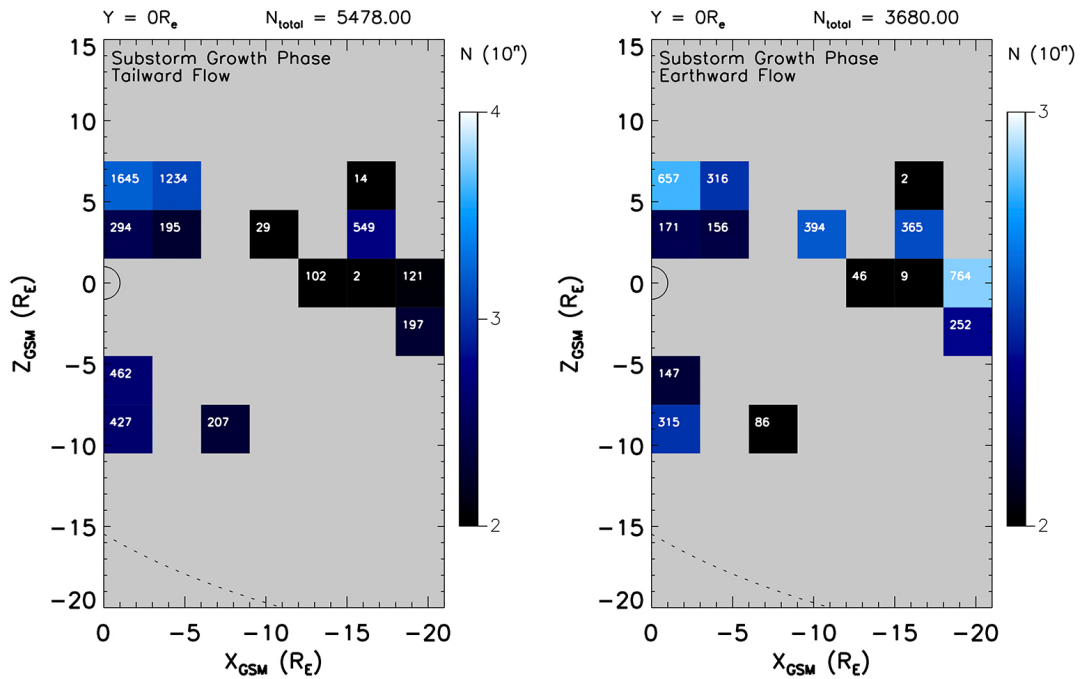 Y = 0Rₑ N_total = 5478.00
Substorm Growth Phase
Tailward Flow
N (10ⁿ)
15
10
5
0
−5
−10
−15
−20
Z_GSM (R_E)
1645 1234 14
294 195 29 549
102 2 121
197
462
427 207
4
3
2
0 −5 −10 −15 −20
X_GSM (R_E)
Y = 0Rₑ N_total = 3680.00
Substorm Growth Phase
Earthward Flow
N (10ⁿ)
15
10
5
0
−5
−10
−15
−20
Z_GSM (R_E)
657 316 2
171 156 394 365
46 9 764
252
147
315 86
3
2
0 −5 −10 −15 −20
X_GSM (R_E)